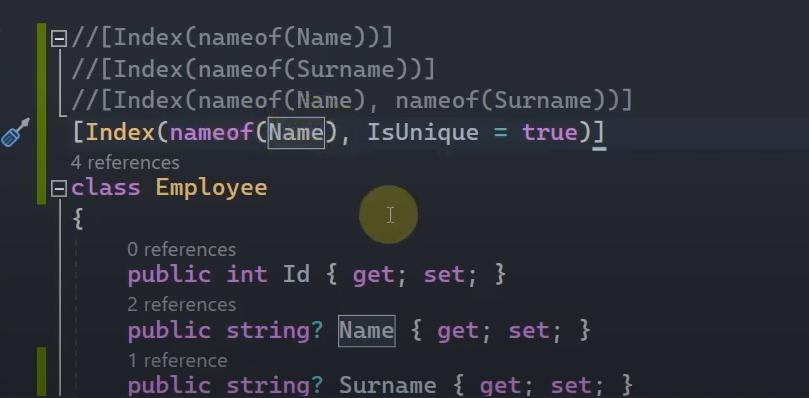 //[Index(nameof(Name))]
//[Index(nameof(Surname))]
//[Index(nameof(Name), nameof(Surname))]
[Index(nameof(Name), IsUnique = true)]
4 references
class Employee
{
0 references
public int Id { get; set; }
2 references
public string? Name { get; set; }
1 reference
public string? Surname { get; set; }